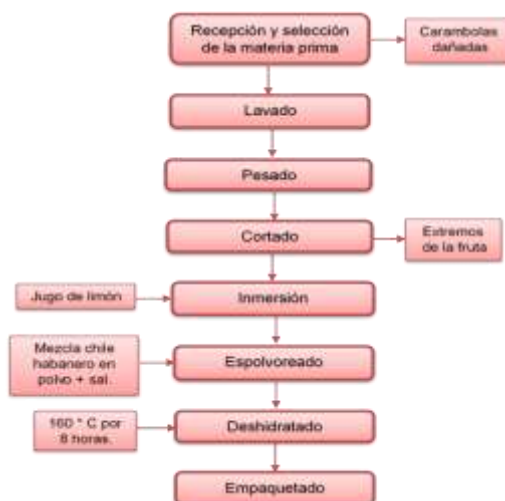 Recepción y selección
de la materia prima
Carambolas
dañadas
Lavado
Pesado
Cortado
Extremos
de la fruta
Jugo de limón
Inmersión
Mezcla chile
habanero en
polvo + sal.
Espolvoreado
160 ° C por
8 horas.
Deshidratado
Empaquetado